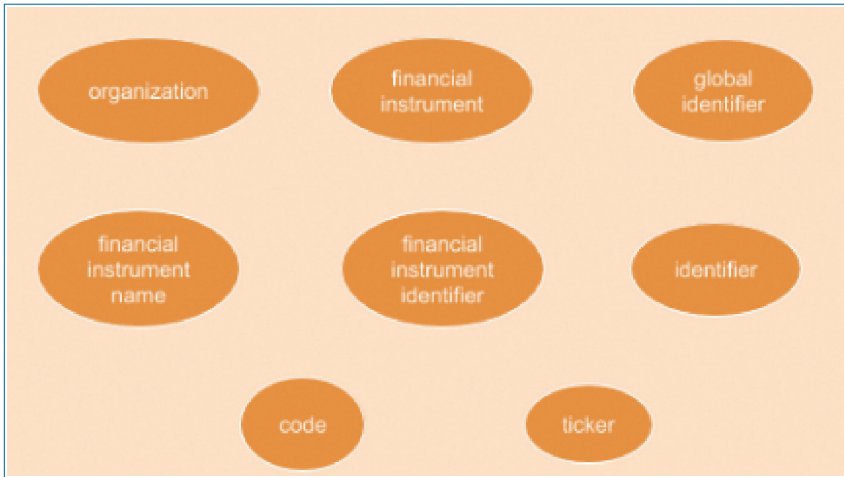 organization
financial
instrument
global
identifier
financial
instrument
name
financial
instrument
identifier
identifier
code
ticker